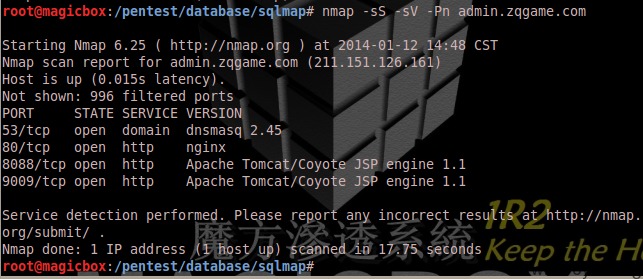 root@magicbox:/pentest/database/sqlmap# nmap -sS -sV -Pn admin.zqgame.com
Starting Nmap 6.25 ( http://nmap.org ) at 2014-01-12 14:48 CST
Nmap scan report for admin.zqgame.com (211.151.126.161)
Host is up (0.015s latency).
Not shown: 996 filtered ports
PORT     STATE SERVICE VERSION
53/tcp   open  domain  dnsmasq 2.45
80/tcp   open  http    nginx
8088/tcp open  http    Apache Tomcat/Coyote JSP engine 1.1
9009/tcp open  http    Apache Tomcat/Coyote JSP engine 1.1
1R2
Service detection performed. Please report any incorrect results at http://nmap.
org/submit/ .
魔方滲透系統
Nmap done: 1 IP address (1 host up) scanned in 17.75 seconds
Keep the H
root@magicbox:/pentest/database/sqlmap#